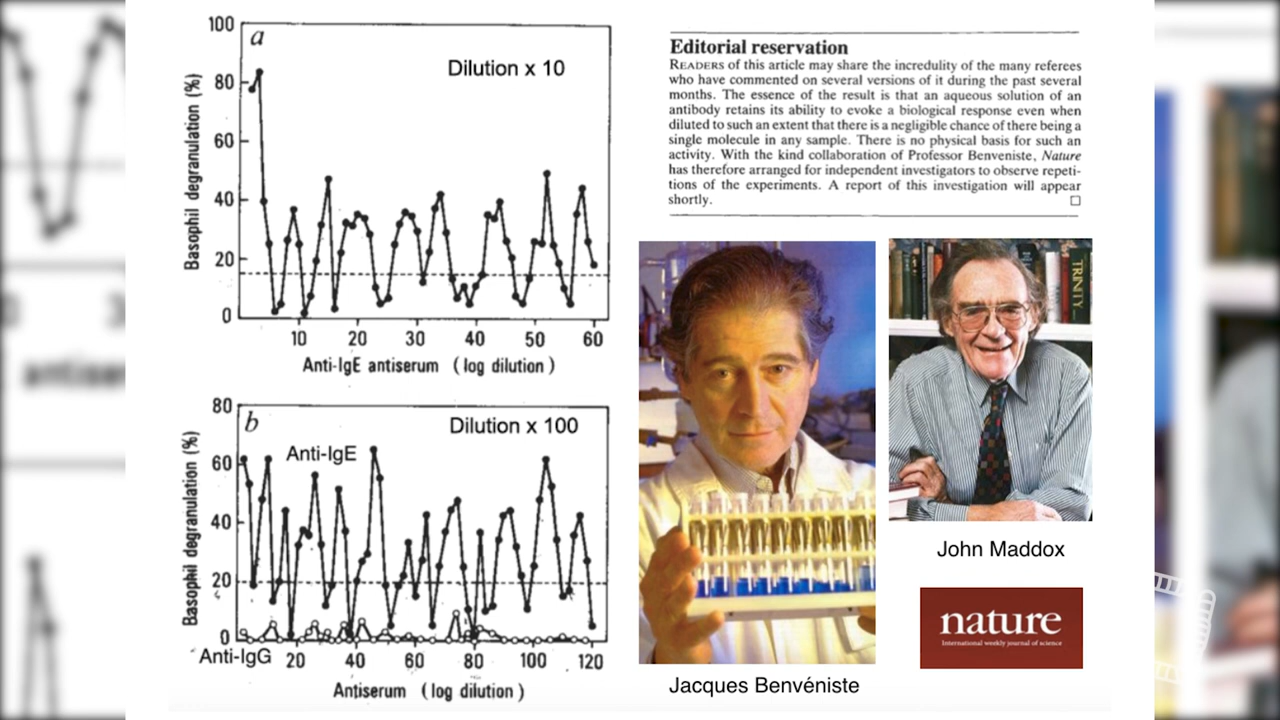 100
a
Dilution x 10
80
60
40
20
0
Basophil degranulation (%)
10 20 30 40 50 60
Anti-IgE antiserum (log dilution)
80
b
Dilution x 100
Anti-IgE
60
40
20
0
Basophil degranulation (%)
Anti-IgG
20 40 60 80 100 120
Antiserum (log dilution)
Editorial reservation
READERS of this article may share the incredulity of the many referees
who have commented on several versions of it during the past several
months. The essence of the result is that an aqueous solution of an
antibody retains its ability to evoke a biological response even when
diluted to such an extent that there is a negligible chance of there being a
single molecule in any sample. There is no physical basis for such an
activity. With the kind collaboration of Professor Benveniste, Nature
has therefore arranged for independent investigators to observe repeti-
tions of the experiments. A report of this investigation will appear
shortly.
TRINITY
Jacques Benvéniste
John Maddox
nature
International weekly journal of science